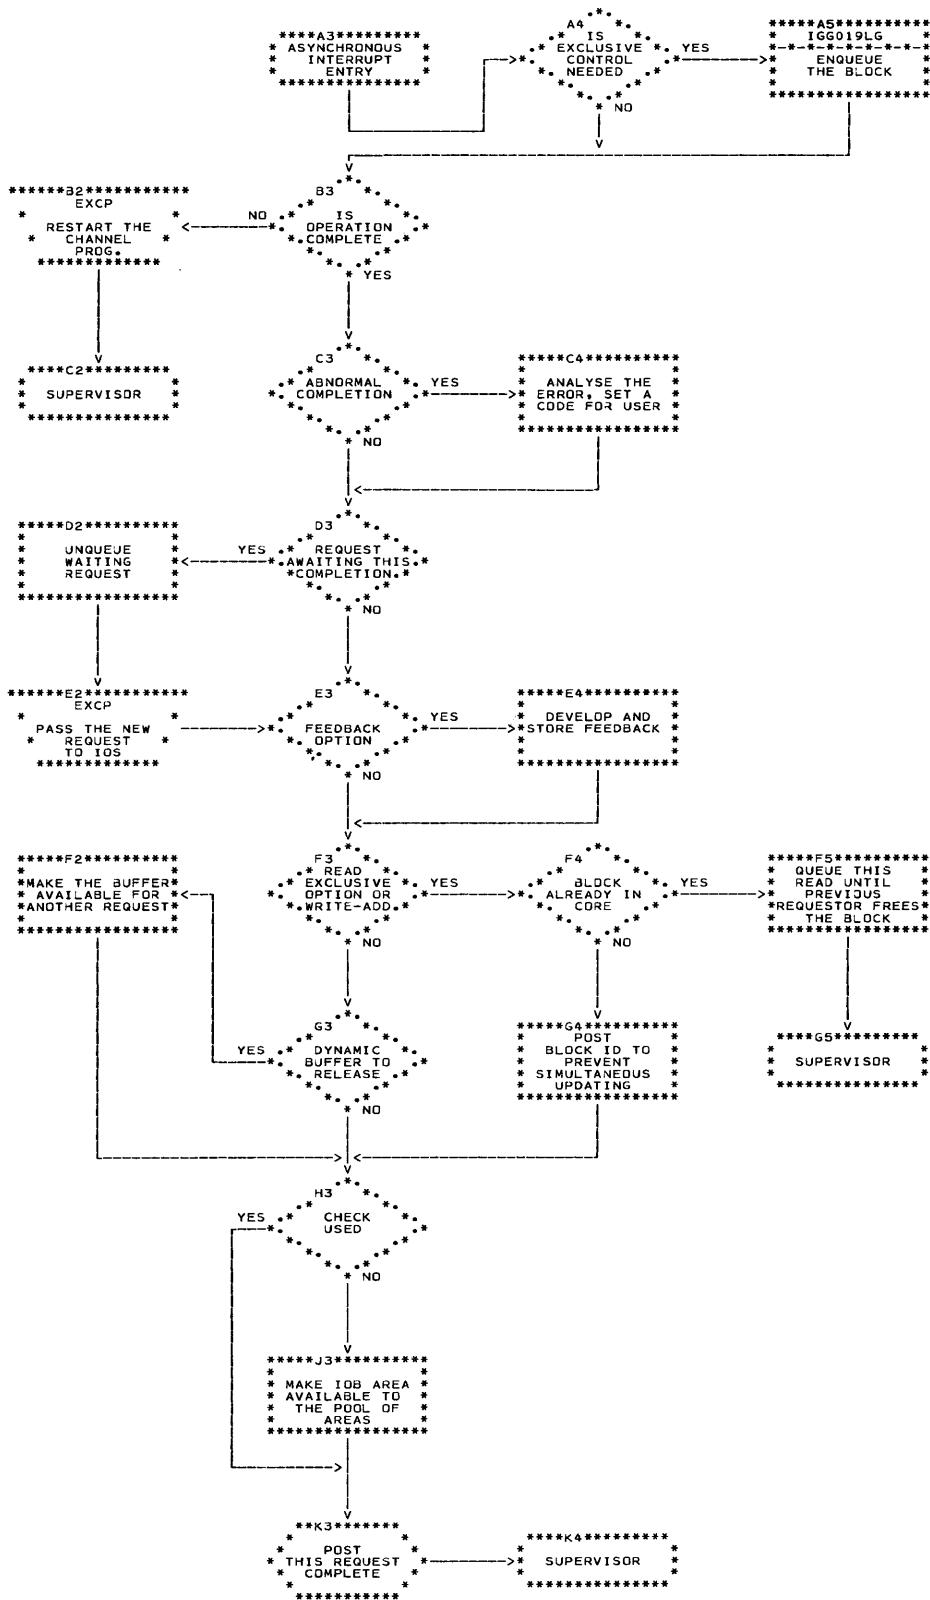 A3
ASYNCHRONOUS
INTERRUPT
ENTRY
A4
IS
EXCLUSIVE
CONTROL
NEEDED
YES
NO
A5
IGG019LG
ENQUEUE
THE BLOCK
B2
EXCP
RESTART THE
CHANNEL
PROG.
NO
B3
IS
OPERATION
COMPLETE
YES
C2
SUPERVISOR
C3
ABNORMAL
COMPLETION
YES
NO
C4
ANALYSE THE
ERROR, SET A
CODE FOR USER
D2
UNQUEUE
WAITING
REQUEST
YES
D3
REQUEST
AWAITING THIS
COMPLETION
NO
E2
EXCP
PASS THE NEW
REQUEST
TO IOS
E3
FEEDBACK
OPTION
YES
NO
E4
DEVELOP AND
STORE FEEDBACK
F2
MAKE THE BUFFER
AVAILABLE FOR
ANOTHER REQUEST
F3
READ
EXCLUSIVE
OPTION OR
WRITE-ADD
YES
NO
F4
BLOCK
ALREADY IN
CORE
YES
NO
F5
QUEUE THIS
READ UNTIL
PREVIOUS
REQUESTOR FREES
THE BLOCK
YES
G3
DYNAMIC
BUFFER TO
RELEASE
NO
G4
POST
BLOCK ID TO
PREVENT
SIMULTANEOUS
UPDATING
G5
SUPERVISOR
YES
H3
CHECK
USED
NO
J3
MAKE IOB AREA
AVAILABLE TO
THE POOL OF
AREAS
K3
POST
THIS REQUEST
COMPLETE
K4
SUPERVISOR